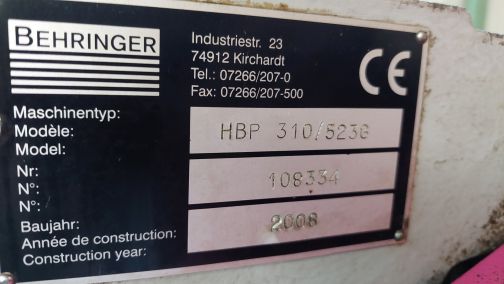 BEHRINGER
Industriestr. 23
74912 Kirchardt
Tel.: 07266/207-0
Fax: 07266/207-500
CE
Maschinentyp:
Modèle:
Model:
HBP 310/523G
Nr:
N°:
N°:
108334
Baujahr:
Année de construction:
Construction year:
2008